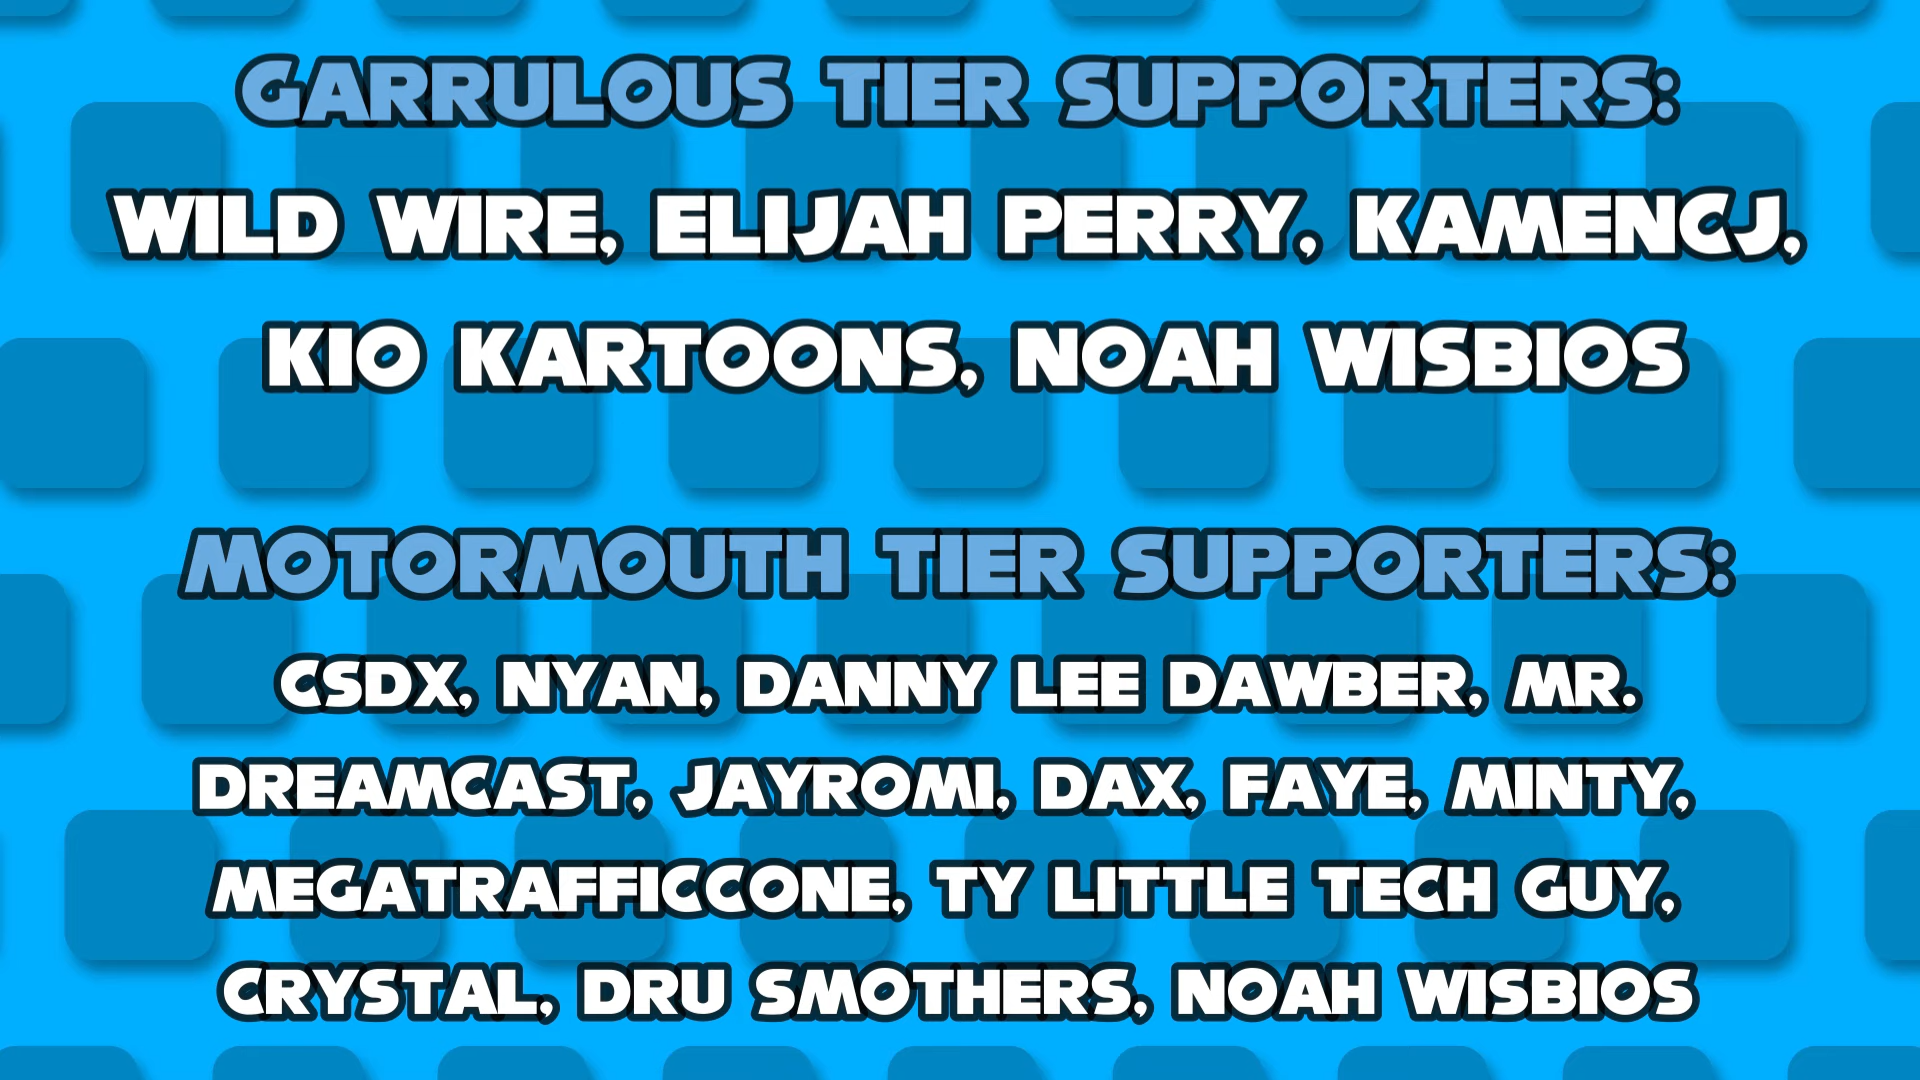 GARRULOUS TIER SUPPORTERS:
WILD WIRE, ELIJAH PERRY, KAMENCJ,
KIO KARTOONS, NOAH WISBIOS
MOTORMOUTH TIER SUPPORTERS:
CSDX, NYAN, DANNY LEE DAWBER, MR.
DREAMCAST, JAYROMI, DAX, FAYE, MINTY,
MEGATRAFFICCONE, TY LITTLE TECH GUY,
CRYSTAL, DRU SMOTHERS, NOAH WISBIOS